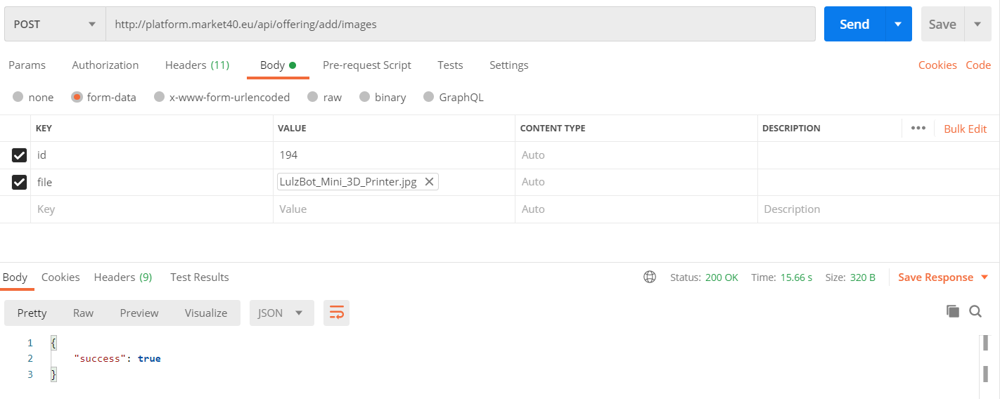 POST http://platform.market40.eu/api/offering/add/images Send Save
Params Authorization Headers (11) Body Pre-request Script Tests Settings Cookies Code
none form-data x-www-form-urlencoded raw binary GraphQL
KEY VALUE CONTENT TYPE DESCRIPTION ••• Bulk Edit
id 194 Auto
file LulzBot_Mini_3D_Printer.jpg Auto
Key Value Auto Description
Body Cookies Headers (9) Test Results Status: 200 OK Time: 15.66 s Size: 320 B Save Response
Pretty Raw Preview Visualize JSON
1 {
2 "success": true
3 }